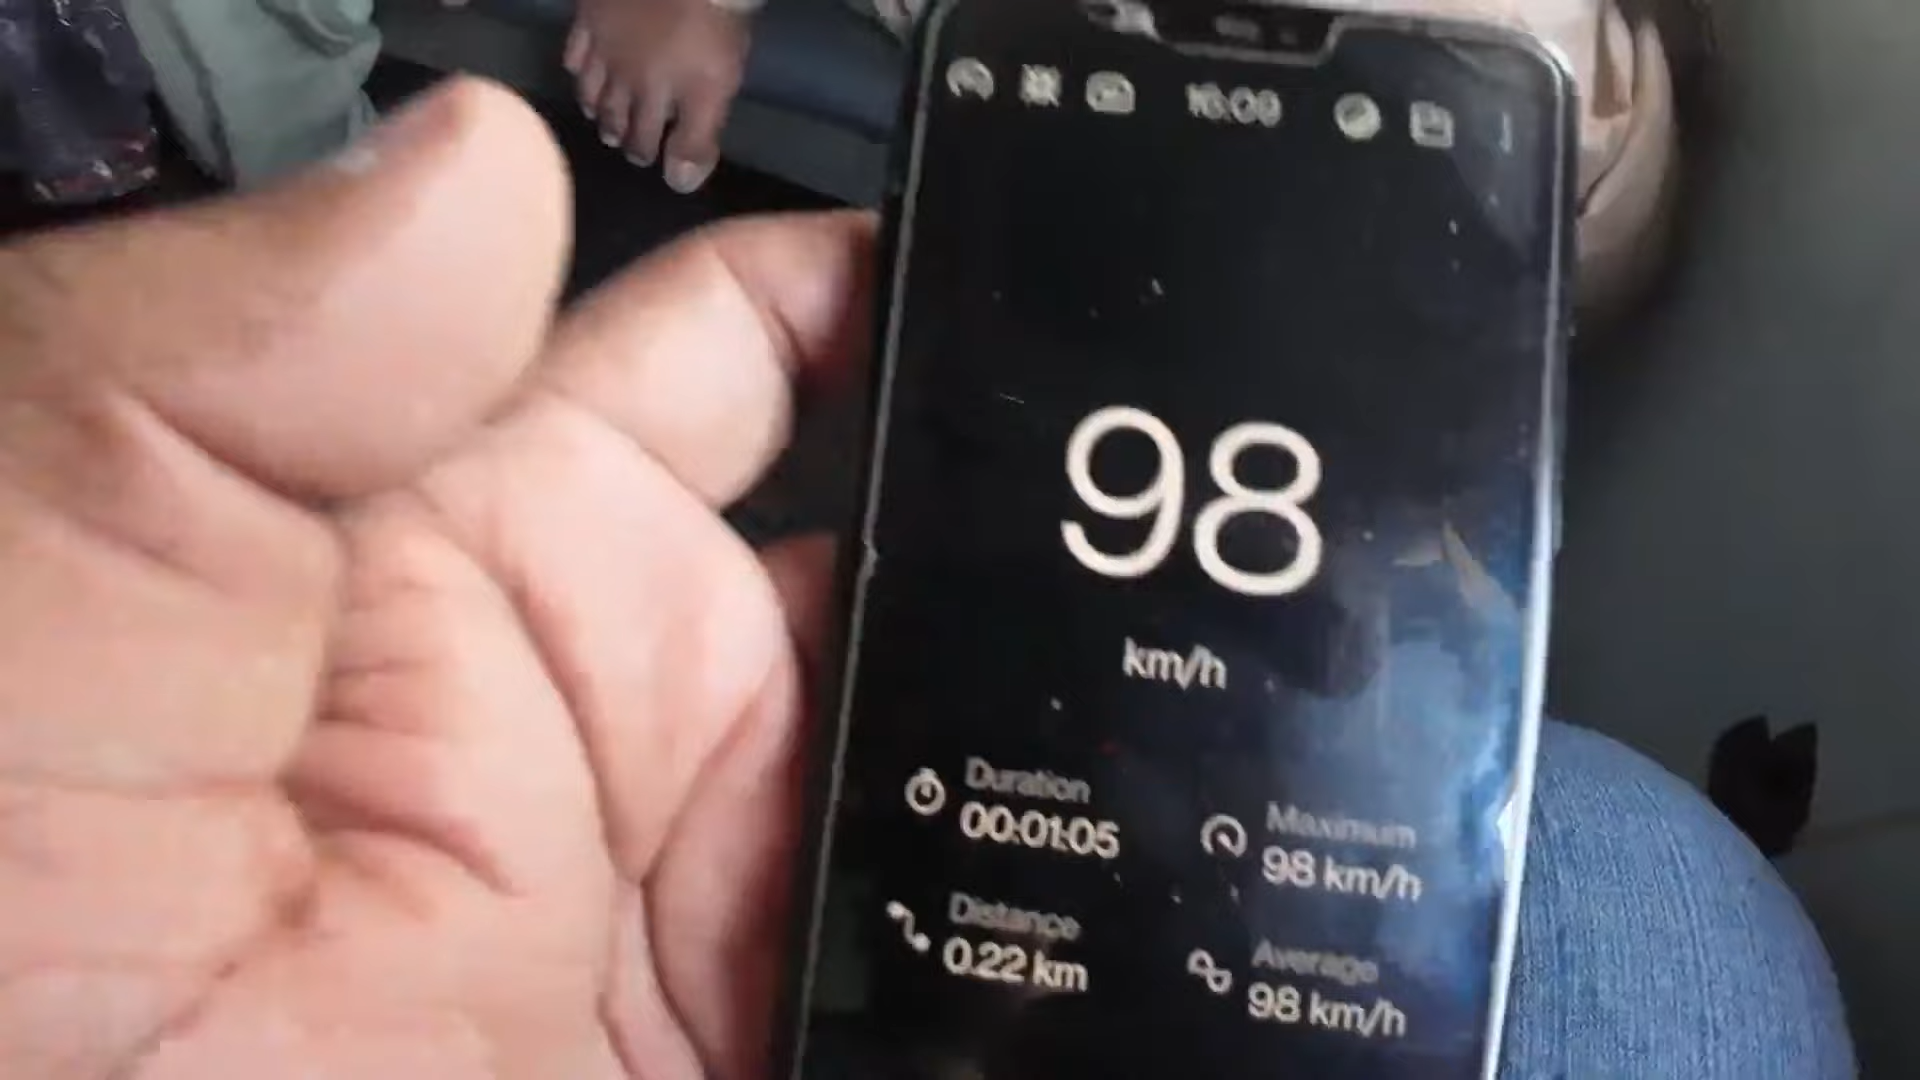 16:09
98
km/h
Duration
00:01:05
Maximum
98 km/h
Distance
0.22 km
Average
98 km/h